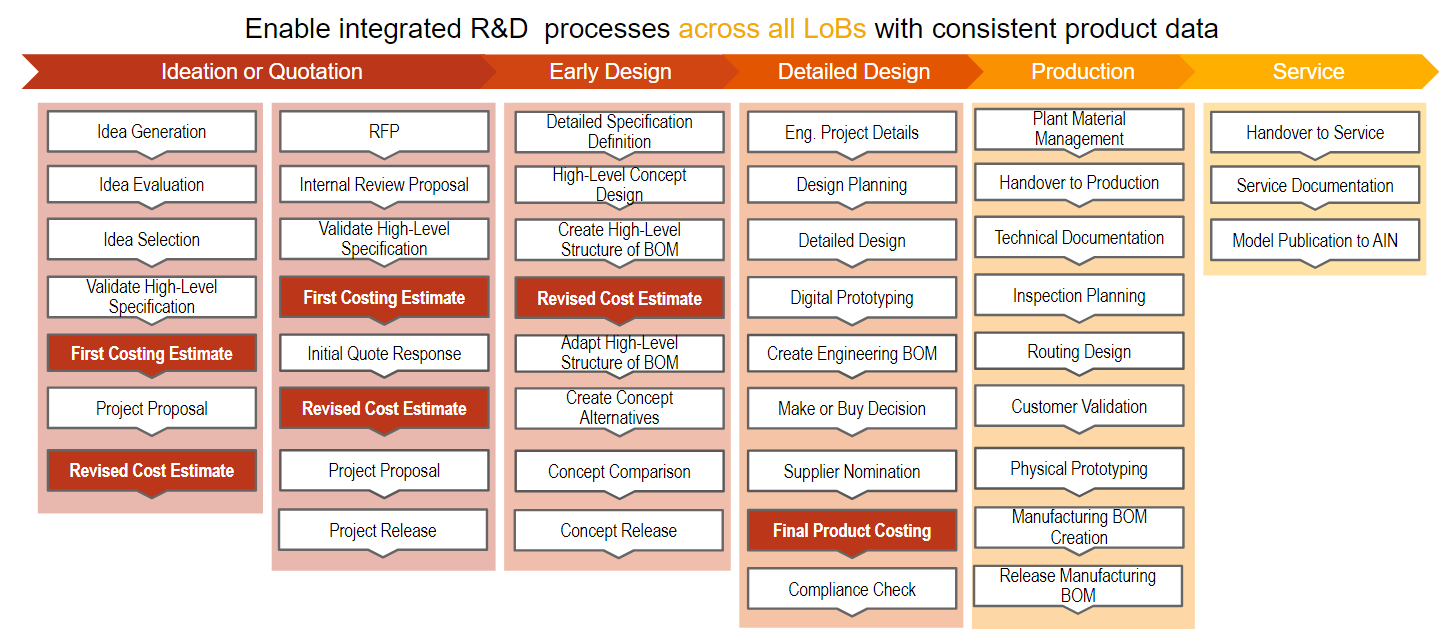 Enable integrated R&D processes across all LoBs with consistent product data
Ideation or Quotation
Early Design
Detailed Design
Production
Service
Idea Generation
Idea Evaluation
Idea Selection
Validate High-Level
Specification
First Costing Estimate
Project Proposal
Revised Cost Estimate
RFP
Internal Review Proposal
Validate High-Level
Specification
First Costing Estimate
Initial Quote Response
Revised Cost Estimate
Project Proposal
Project Release
Detailed Specification
Definition
High-Level Concept
Design
Create High-Level
Structure of BOM
Revised Cost Estimate
Adapt High-Level
Structure of BOM
Create Concept
Alternatives
Concept Comparison
Concept Release
Eng. Project Details
Design Planning
Detailed Design
Digital Prototyping
Create Engineering BOM
Make or Buy Decision
Supplier Nomination
Final Product Costing
Compliance Check
Plant Material
Management
Handover to Production
Technical Documentation
Inspection Planning
Routing Design
Customer Validation
Physical Prototyping
Manufacturing BOM
Creation
Release Manufacturing
BOM
Handover to Service
Service Documentation
Model Publication to AIN